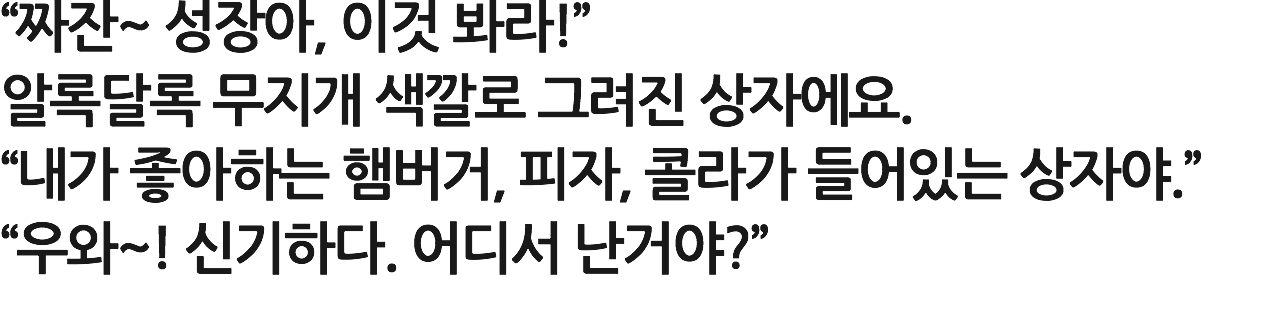 “짜잔~ 성장아, 이것 봐라!”
알록달록 무지개 색깔로 그려진 상자에요.
“내가 좋아하는 햄버거, 피자, 콜라가 들어있는 상자야.”
“우와~! 신기하다. 어디서 난거야?”